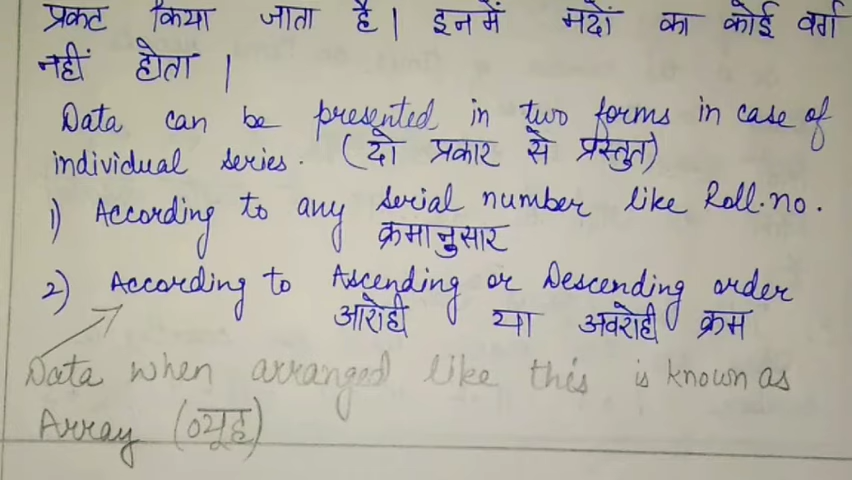 प्रकट किया जाता है। इनमें मदों का कोई वर्ग
नहीं होता।
Data can be presented in two forms in case of
individual series. (दो प्रकार से प्रस्तुत)
1) According to any serial number like Roll.no.
क्रमानुसार
2) According to Ascending or Descending order
आरोही या अवरोही क्रम
Data when arranged like this is known as
Array (व्यूह)